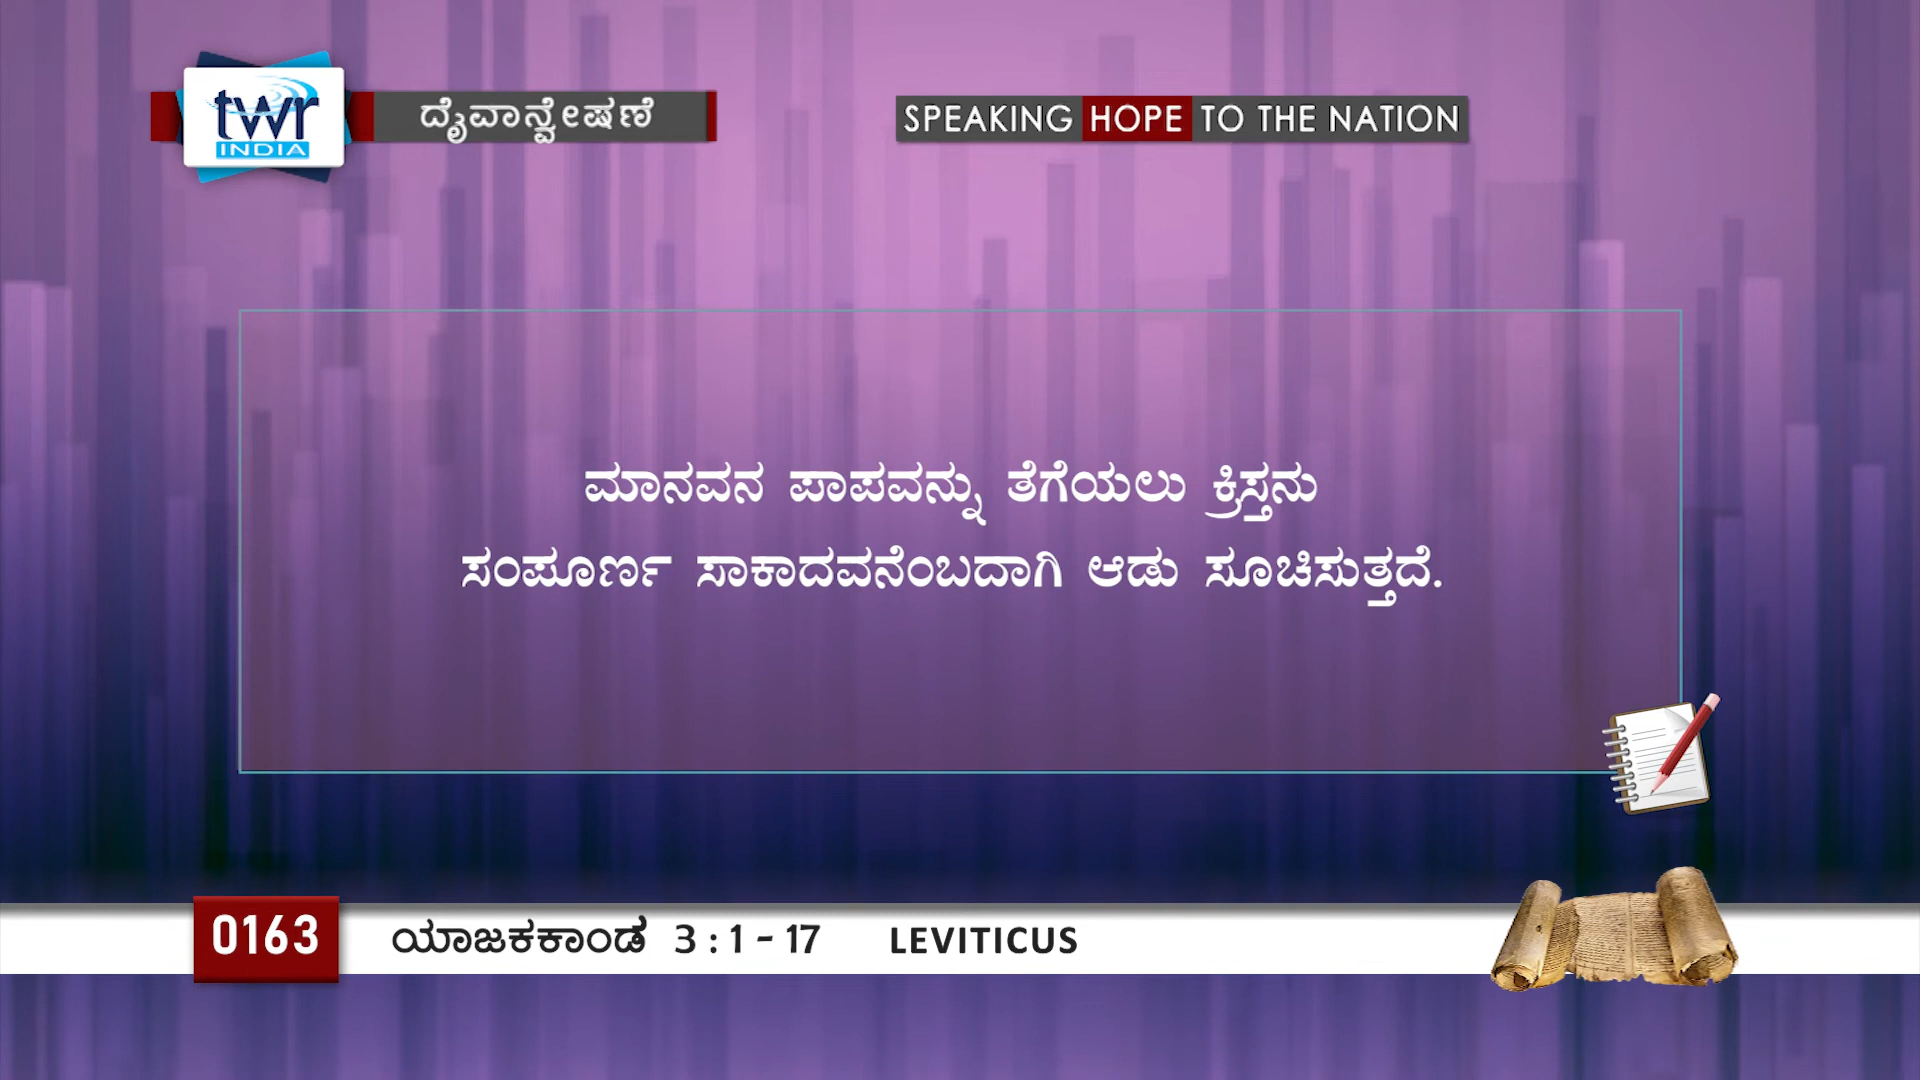 twr
INDIA
ದೈವಾನ್ವೇಷಣೆ
SPEAKING HOPE TO THE NATION
ಮಾನವನ ಪಾಪವನ್ನು ತೆಗೆಯಲು ಕ್ರಿಸ್ತನು
ಸಂಪೂರ್ಣ ಸಾಕಾದವನೆಂಬದಾಗಿ ಆಡು ಸೂಚಿಸುತ್ತದೆ.
0163 ಯಾಜಕಕಾಂಡ 3 : 1 - 17 LEVITICUS